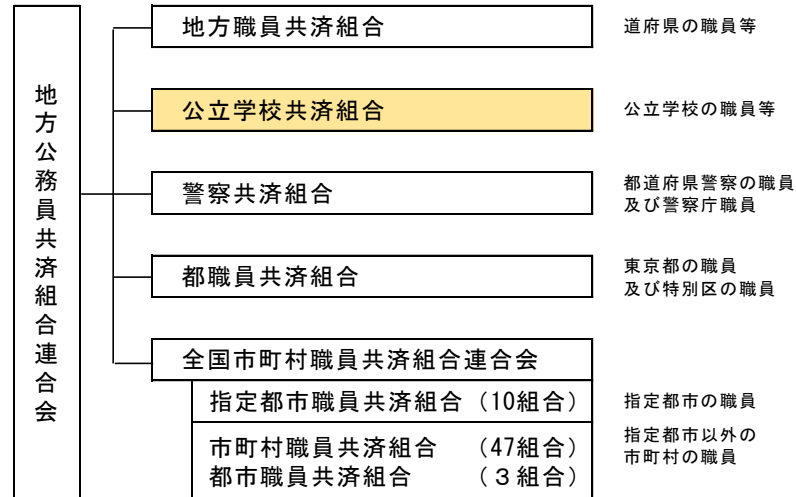 地方公務員共済組合連合会
地方職員共済組合
道府県の職員等
公立学校共済組合
公立学校の職員等
警察共済組合
都道府県警察の職員
及び警察庁職員
都職員共済組合
東京都の職員
及び特別区の職員
全国市町村職員共済組合連合会
指定都市職員共済組合（10組合）
指定都市の職員
市町村職員共済組合　（47組合）
都市職員共済組合　　（３組合）
指定都市以外の
市町村の職員